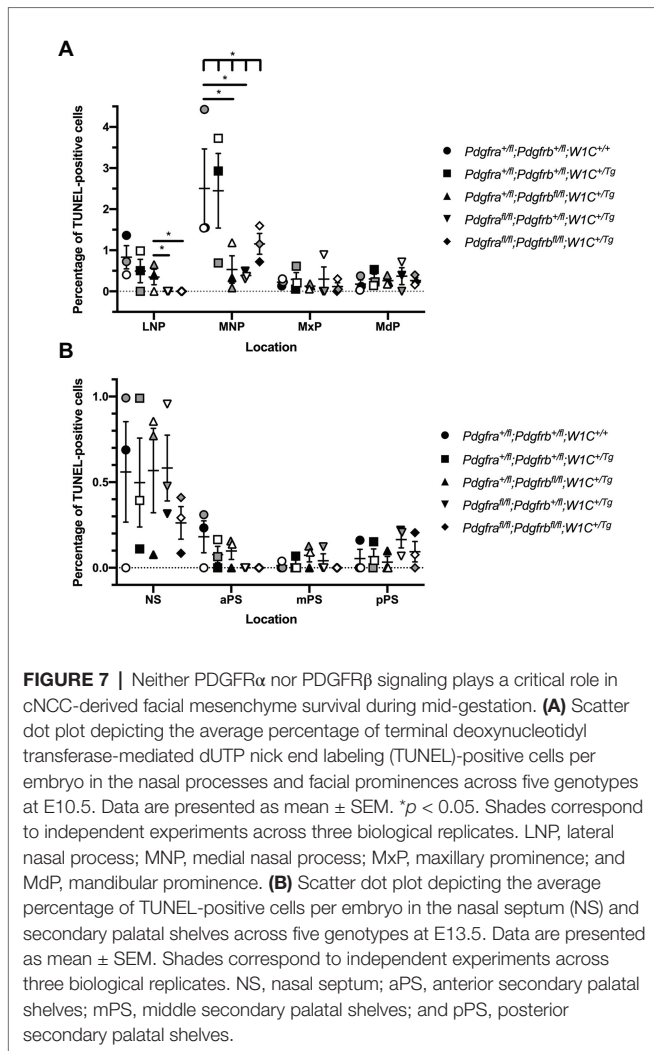 A
Percentage of TUNEL-positive cells
4
3
2
1
0
*
*
*
*
*
LNP
MNP
MxP
MdP
Location
Pdgfra+/fl;Pdgfrb+/fl;W1C+/+
Pdgfra+/fl;Pdgfrb+/fl;W1C+/Tg
Pdgfra+/fl;Pdgfrbfl/fl;W1C+/Tg
Pdgfrafl/fl;Pdgfrb+/fl;W1C+/Tg
Pdgfrafl/fl;Pdgfrbfl/fl;W1C+/Tg
B
Percentage of TUNEL-positive cells
1.0
0.5
0.0
NS
aPS
mPS
pPS
Location
Pdgfra+/fl;Pdgfrb+/fl;W1C+/+
Pdgfra+/fl;Pdgfrb+/fl;W1C+/Tg
Pdgfra+/fl;Pdgfrbfl/fl;W1C+/Tg
Pdgfrafl/fl;Pdgfrb+/fl;W1C+/Tg
Pdgfrafl/fl;Pdgfrbfl/fl;W1C+/Tg
FIGURE 7 | Neither PDGFRα nor PDGFRβ signaling plays a critical role in
cNCC-derived facial mesenchyme survival during mid-gestation. (A) Scatter
dot plot depicting the average percentage of terminal deoxynucleotidyl
transferase-mediated dUTP nick end labeling (TUNEL)-positive cells per
embryo in the nasal processes and facial prominences across five genotypes
at E10.5. Data are presented as mean ± SEM. *p < 0.05. Shades correspond
to independent experiments across three biological replicates. LNP, lateral
nasal process; MNP, medial nasal process; MxP, maxillary prominence; and
MdP, mandibular prominence. (B) Scatter dot plot depicting the average
percentage of TUNEL-positive cells per embryo in the nasal septum (NS) and
secondary palatal shelves across five genotypes at E13.5. Data are presented
as mean ± SEM. Shades correspond to independent experiments across
three biological replicates. NS, nasal septum; aPS, anterior secondary palatal
shelves; mPS, middle secondary palatal shelves; and pPS, posterior
secondary palatal shelves.